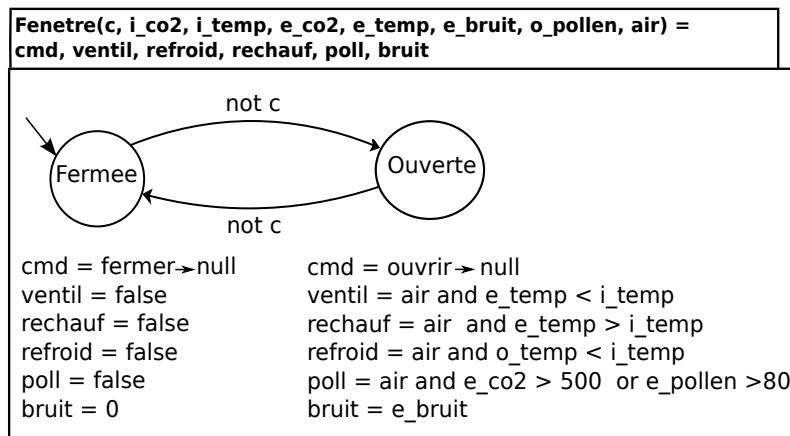 Fenetre(c, i_co2, i_temp, e_co2, e_temp, e_bruit, o_pollen, air) =
cmd, ventil, refroid, rechauf, poll, bruit
not c
Fermee
Ouverte
not c
cmd = fermer→null
ventil = false
rechauf = false
refroid = false
poll = false
bruit = 0
cmd = ouvrir→ null
ventil = air and e_temp < i_temp
rechauf = air and e_temp > i_temp
refroid = air and o_temp < i_temp
poll = air and e_co2 > 500 or e_pollen >80
bruit = e_bruit